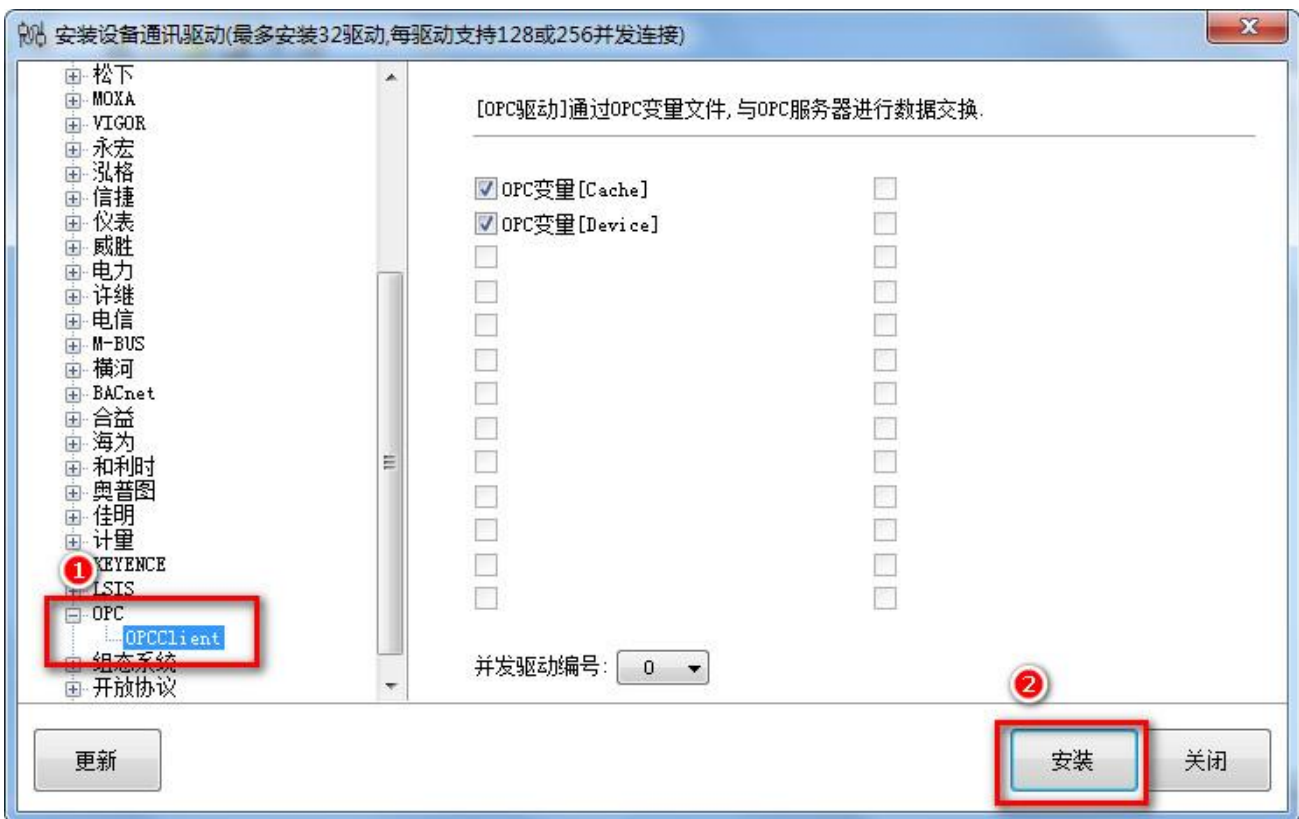 安装设备通讯驱动(最多安装32驱动,每驱动支持128或256并发连接)
松下
MOXA
VIGOR
永宏
泓格
信捷
仪表
威胜
电力
许继
电信
M-BUS
横河
BACnet
合益
海为
和利时
奥普图
佳明
计量
KEYENCE
LSIS
OPC
OPCClient
组态系统
开放协议
1
[OPC驱动]通过OPC变量文件,与OPC服务器进行数据交换.
OPC变量[Cache]
OPC变量[Device]
并发驱动编号: 0
2
更新
安装
关闭